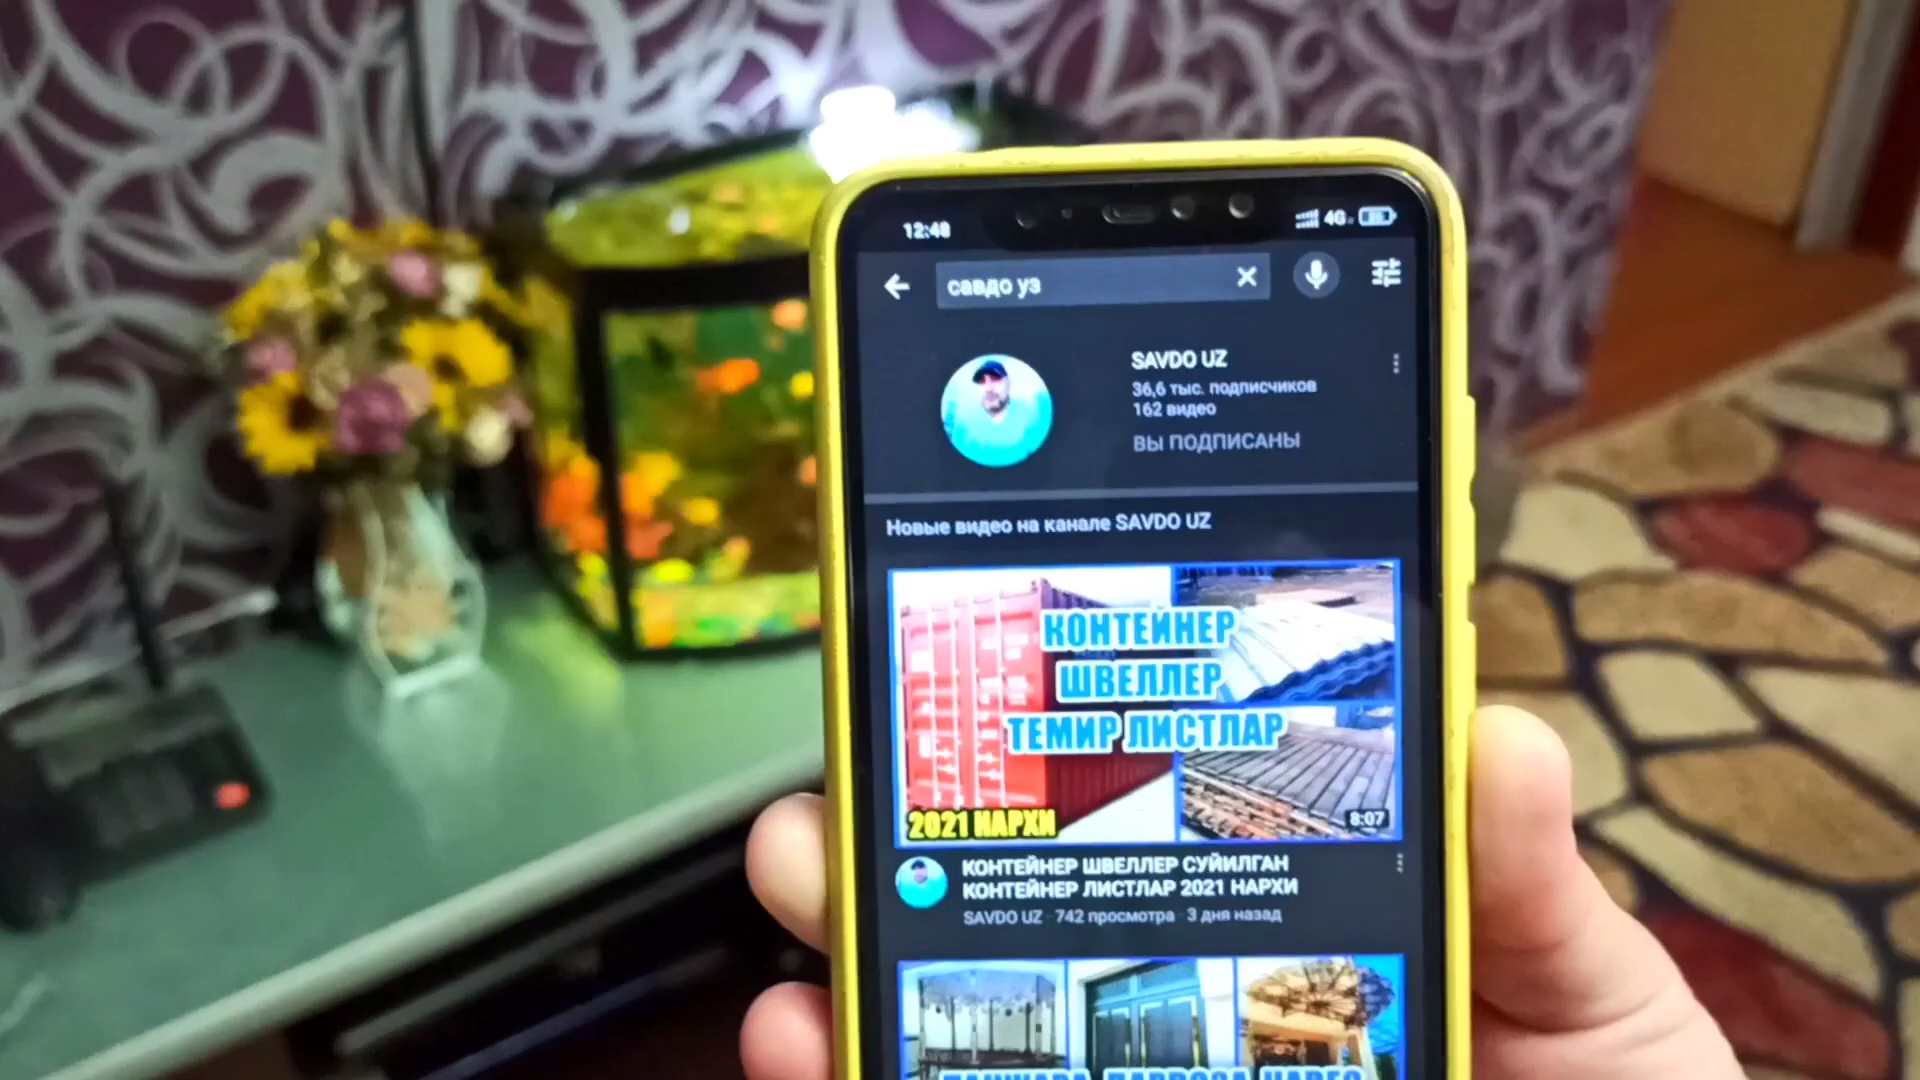 12:48
4G
савдо уз
SAVDO UZ
36,6 тыс. подписчиков
162 видео
ВЫ ПОДПИСАНЫ
Новые видео на канале SAVDO UZ
КОНТЕЙНЕР
ШВЕЛЛЕР
ТЕМИР ЛИСТЛАР
2021 НАРХИ
8:07
КОНТЕЙНЕР ШВЕЛЛЕР СУЙИЛГАН
КОНТЕЙНЕР ЛИСТЛАР 2021 НАРХИ
SAVDO UZ · 742 просмотра · 3 дня назад